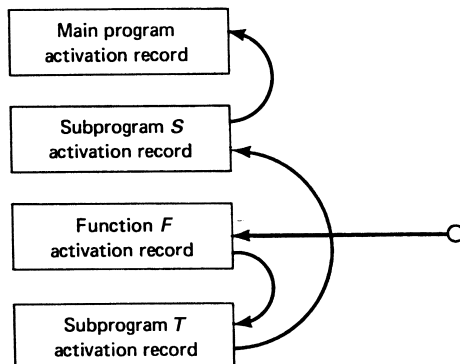 Main program
activation record
Subprogram S
activation record
Function F
activation record
Subprogram T
activation record